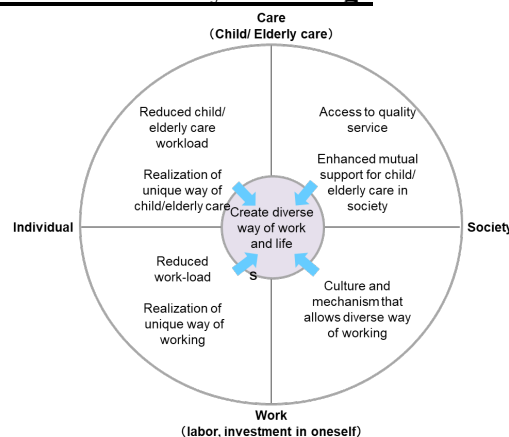 Care
(Child/ Elderly care)
Reduced child/
elderly care
workload
Realization of
unique way of
child/elderly care
Access to quality
service
Enhanced mutual
support for child/
elderly care in
society
Individual
Create diverse
way of work
and life
Society
Reduced
work-load
S
Realization of
unique way of
working
Culture and
mechanism that
allows diverse way
of working
Work
(labor, investment in oneself)